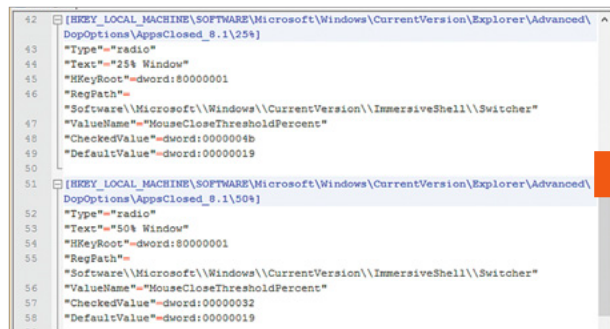 42 [HKEY_LOCAL_MACHINE\SOFTWARE\Microsoft\Windows\CurrentVersion\Explorer\Advanced\
DopOptions\AppsClosed_8.1\25%]
43 "Type"="radio"
44 "Text"="25% Window"
45 "HKeyRoot"=dword:80000001
46 "RegPath"=
"Software\\Microsoft\\Windows\\CurrentVersion\\ImmersiveShell\\Switcher"
47 "ValueName"="MouseCloseThresholdPercent"
48 "CheckedValue"=dword:0000004b
49 "DefaultValue"=dword:00000019
50
51 [HKEY_LOCAL_MACHINE\SOFTWARE\Microsoft\Windows\CurrentVersion\Explorer\Advanced\
DopOptions\AppsClosed_8.1\50%]
52 "Type"="radio"
53 "Text"="50% Window"
54 "HKeyRoot"=dword:80000001
55 "RegPath"=
"Software\\Microsoft\\Windows\\CurrentVersion\\ImmersiveShell\\Switcher"
56 "ValueName"="MouseCloseThresholdPercent"
57 "CheckedValue"=dword:00000032
58 "DefaultValue"=dword:00000019